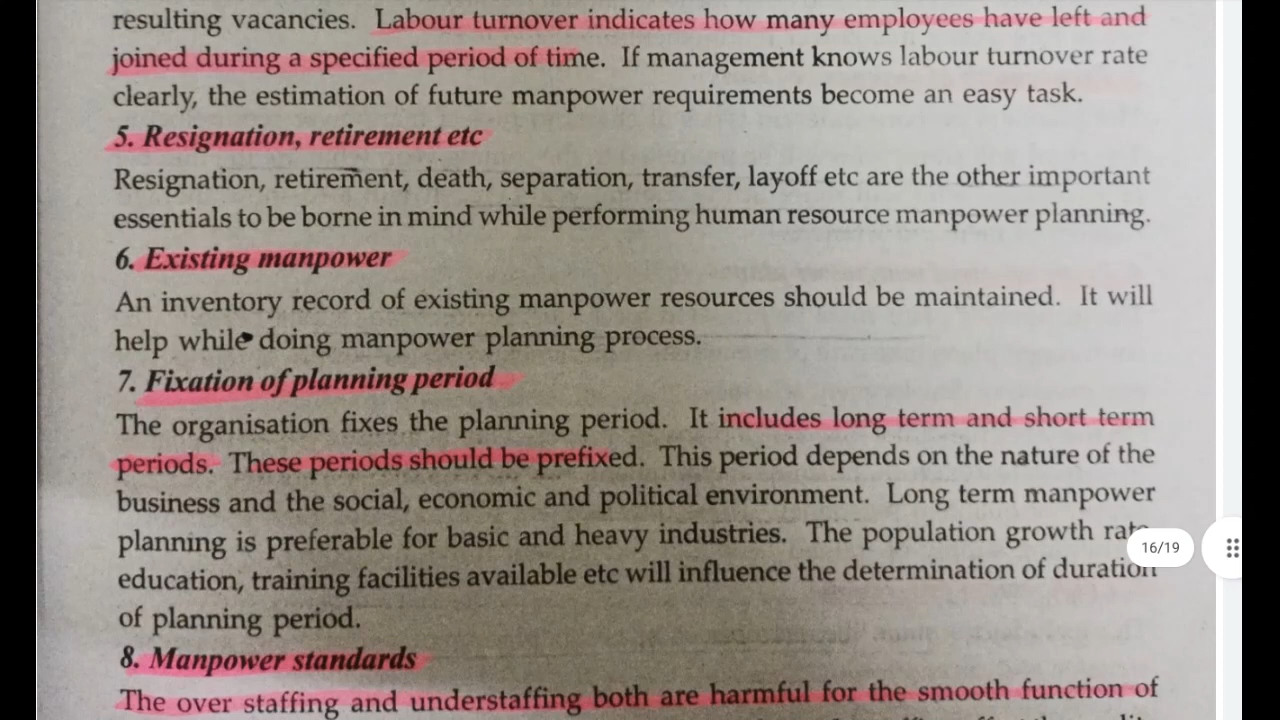 resulting vacancies. Labour turnover indicates how many employees have left and
joined during a specified period of time. If management knows labour turnover rate
clearly, the estimation of future manpower requirements become an easy task.
5. Resignation, retirement etc
Resignation, retirement, death, separation, transfer, layoff etc are the other important
essentials to be borne in mind while performing human resource manpower planning.
6. Existing manpower
An inventory record of existing manpower resources should be maintained. It will
help while doing manpower planning process.
7. Fixation of planning period
The organisation fixes the planning period. It includes long term and short term
periods. These periods should be prefixed. This period depends on the nature of the
business and the social, economic and political environment. Long term manpower
planning is preferable for basic and heavy industries. The population growth rate
16/19
education, training facilities available etc will influence the determination of duration
of planning period.
8. Manpower standards
The over staffing and understaffing both are harmful for the smooth function of